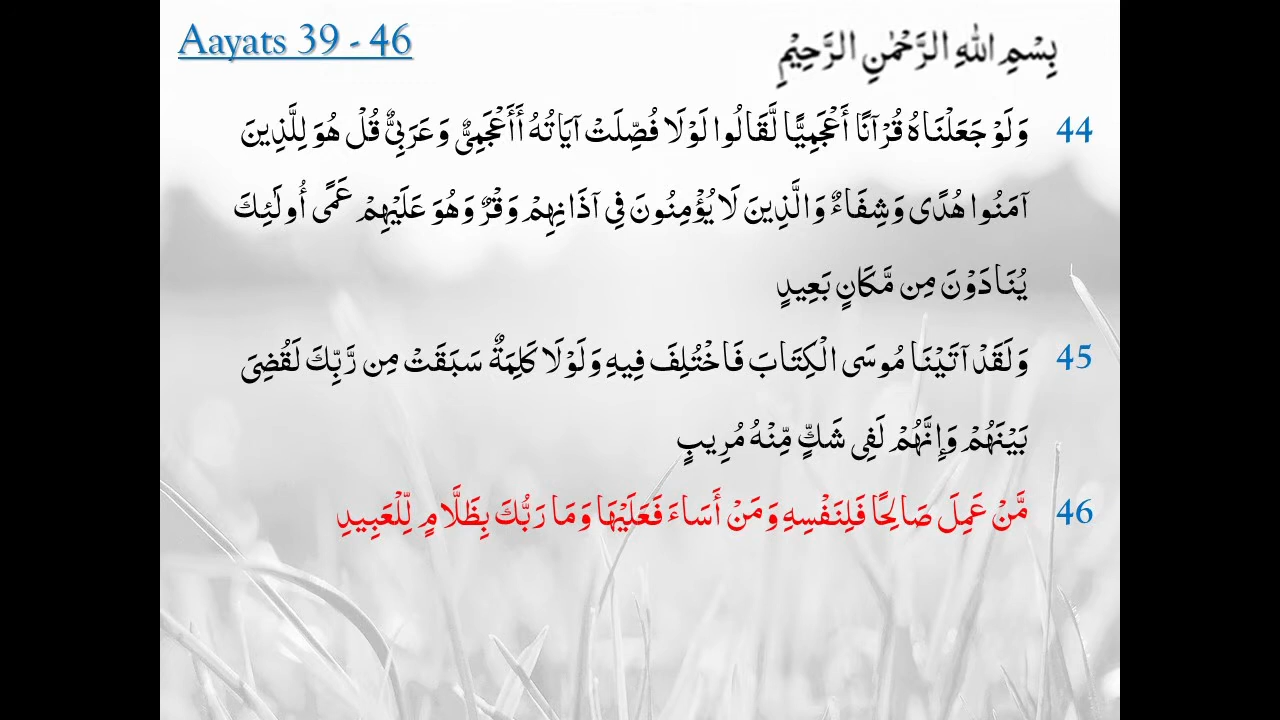 Aayats 39 - 46
بِسْمِ اللهِ الرَّحْمٰنِ الرَّحِيْمِ
44 وَلَوْ جَعَلْنَاهُ قُرْآنًا أَعْجَمِيًّا لَّقَالُوا لَوْلَا فُصِّلَتْ آيَاتُهُ أَأَعْجَمِيٌّ وَعَرَبِيٌّ قُلْ هُوَ لِلَّذِينَ
آمَنُوا هُدًى وَشِفَاءٌ وَالَّذِينَ لَا يُؤْمِنُونَ فِي آذَانِهِمْ وَقْرٌ وَهُوَ عَلَيْهِمْ عَمًى أُولَٰئِكَ
يُنَادَوْنَ مِن مَّكَانٍ بَعِيدٍ
45 وَلَقَدْ آتَيْنَا مُوسَى الْكِتَابَ فَاخْتُلِفَ فِيهِ وَلَوْلَا كَلِمَةٌ سَبَقَتْ مِن رَّبِّكَ لَقُضِيَ
بَيْنَهُمْ وَإِنَّهُمْ لَفِي شَكٍّ مِّنْهُ مُرِيبٍ
46 مَّنْ عَمِلَ صَالِحًا فَلِنَفْسِهِ وَمَنْ أَسَاءَ فَعَلَيْهَا وَمَا رَبُّكَ بِظَلَّامٍ لِّلْعَبِيدِ